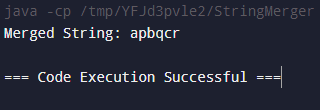 java -cp /tmp/YFJd3pvle2/StringMerger
Merged String: apbqcr
=== Code Execution Successful ===